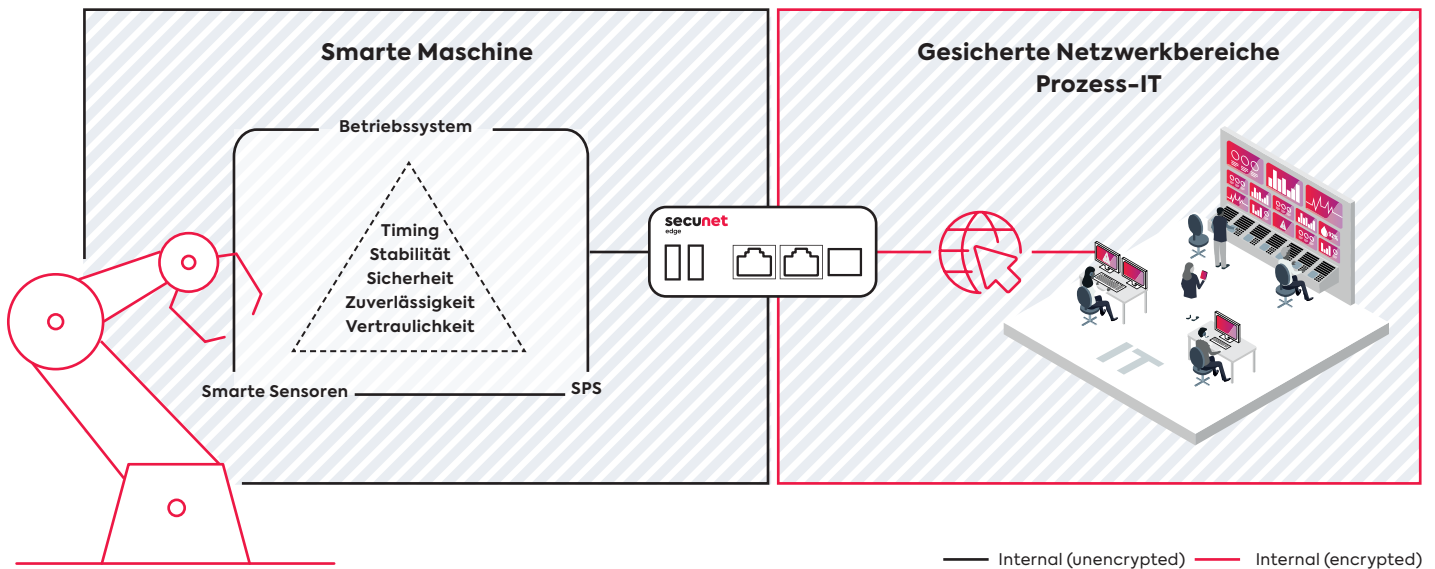 Smarte Maschine
Gesicherte Netzwerkbereiche
Prozess-IT
Betriebssystem
Timing
Stabilität
Sicherheit
Zuverlässigkeit
Vertraulichkeit
Smarte Sensoren
SPS
secunet
edge
IT
Internal (unencrypted)
Internal (encrypted)